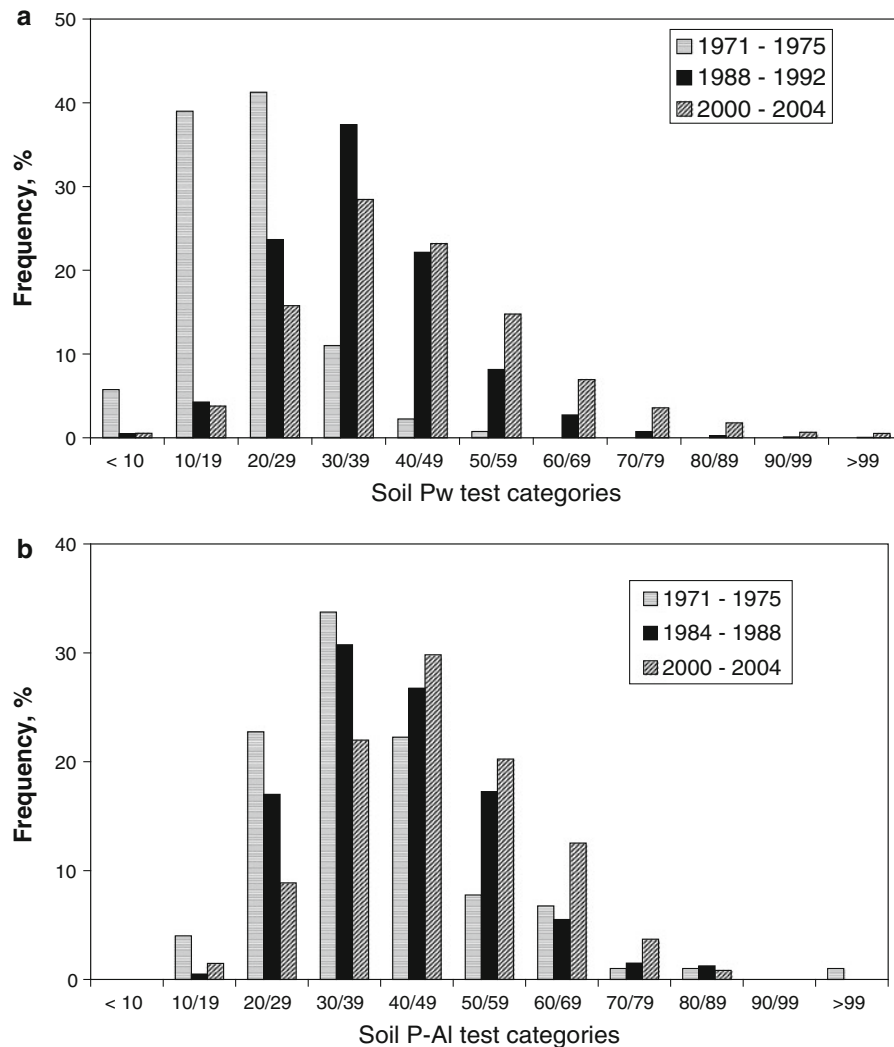 a
50
40
30
20
10
0
Frequency, %
1971 - 1975
1988 - 1992
2000 - 2004
< 10 10/19 20/29 30/39 40/49 50/59 60/69 70/79 80/89 90/99 >99
Soil Pw test categories
b
40
30
20
10
0
Frequency, %
1971 - 1975
1984 - 1988
2000 - 2004
< 10 10/19 20/29 30/39 40/49 50/59 60/69 70/79 80/89 90/99 >99
Soil P-Al test categories